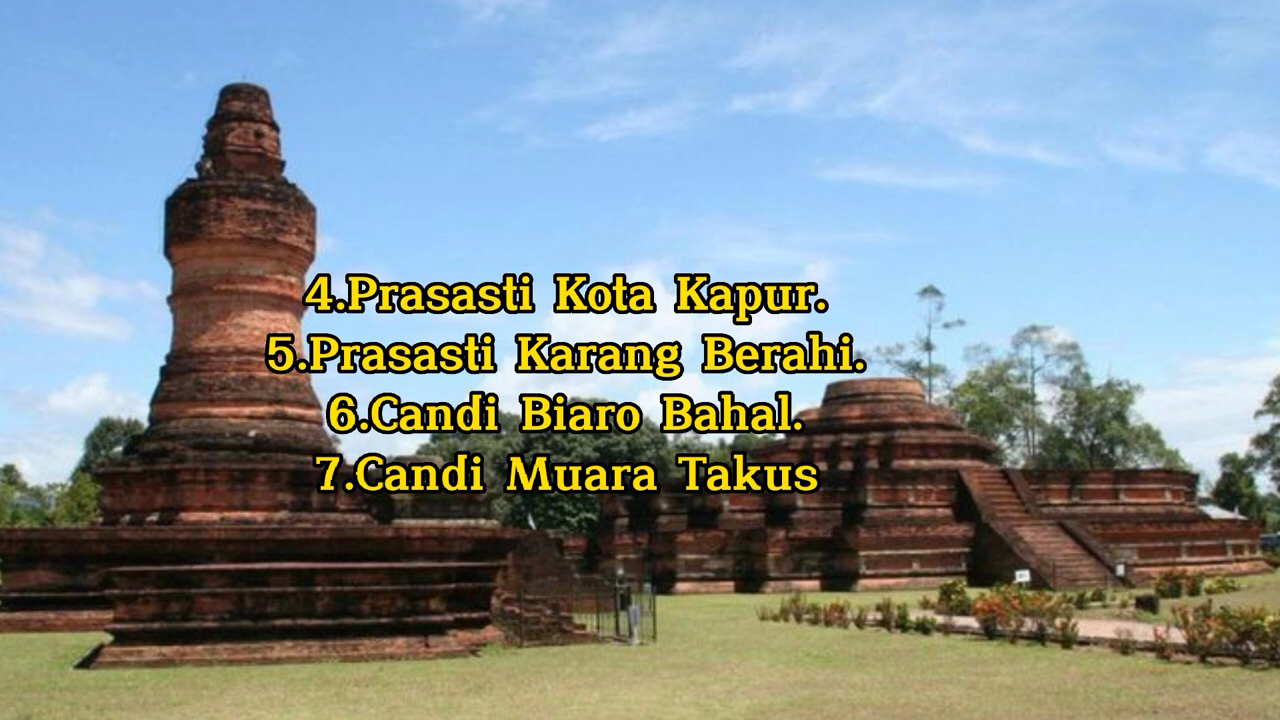 4.Prasasti Kota Kapur.
5.Prasasti Karang Berahi.
6.Candi Biaro Bahal.
7.Candi Muara Takus